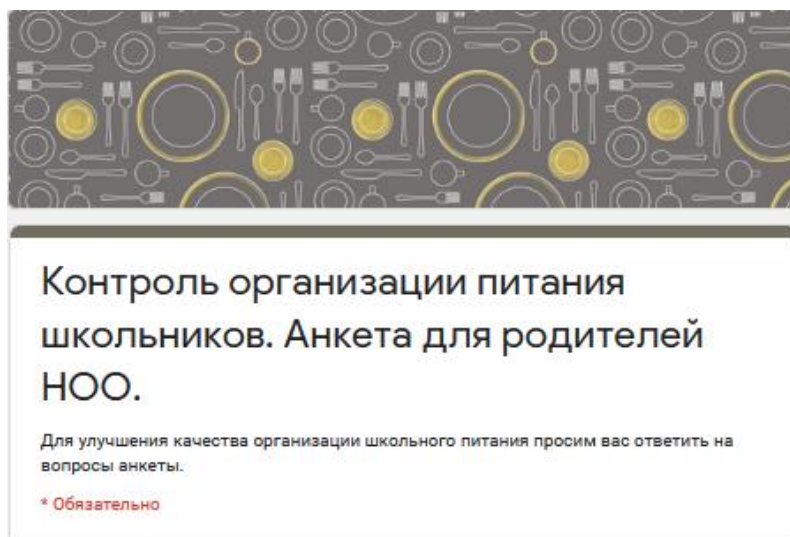 Контроль организации питания
школьников. Анкета для родителей
НОО.
Для улучшения качества организации школьного питания просим вас ответить на
вопросы анкеты.
* Обязательно